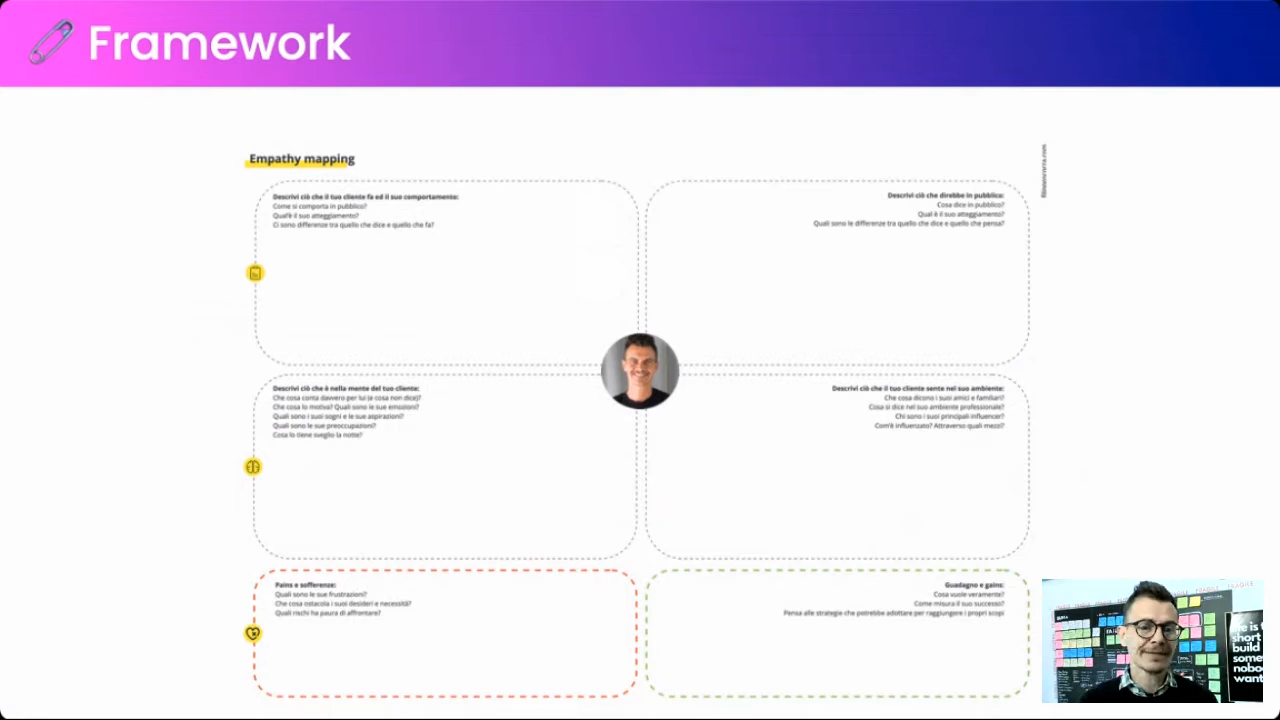 Framework
Empathy mapping
Descrivi ciò che il tuo cliente fa ed il suo comportamento:
Come si comporta in pubblico?
Qual'è il suo atteggiamento?
Ci sono differenze tra quello che dice e quello che fa?
Descrivi ciò che direbbe in pubblico:
Cosa dice in pubblico?
Qual è il suo atteggiamento?
Quali sono le differenze tra quello che dice e quello che pensa?
Descrivi ciò che è nella mente del tuo cliente:
Che cosa conta davvero per lui (e cosa non dice)?
Che cosa lo motiva? Quali sono le sue emozioni?
Quali sono i suoi sogni e le sue aspirazioni?
Quali sono le sue preoccupazioni?
Cosa lo tiene sveglio la notte?
Descrivi ciò che il tuo cliente sente nel suo ambiente:
Che cosa dicono i suoi amici e familiari?
Cosa si dice nel suo ambiente professionale?
Chi sono i suoi principali influencer?
Com'è influenzato? Attraverso quali mezzi?
Pains e sofferenze:
Quali sono le sue frustrazioni?
Che cosa ostacola i suoi desideri e necessità?
Quali rischi ha paura di affrontare?
Guadagno e gains:
Cosa vuole veramente?
Come misura il suo successo?
Pensa alle strategie che potrebbe adottare per raggiungere i propri scopi
short
build